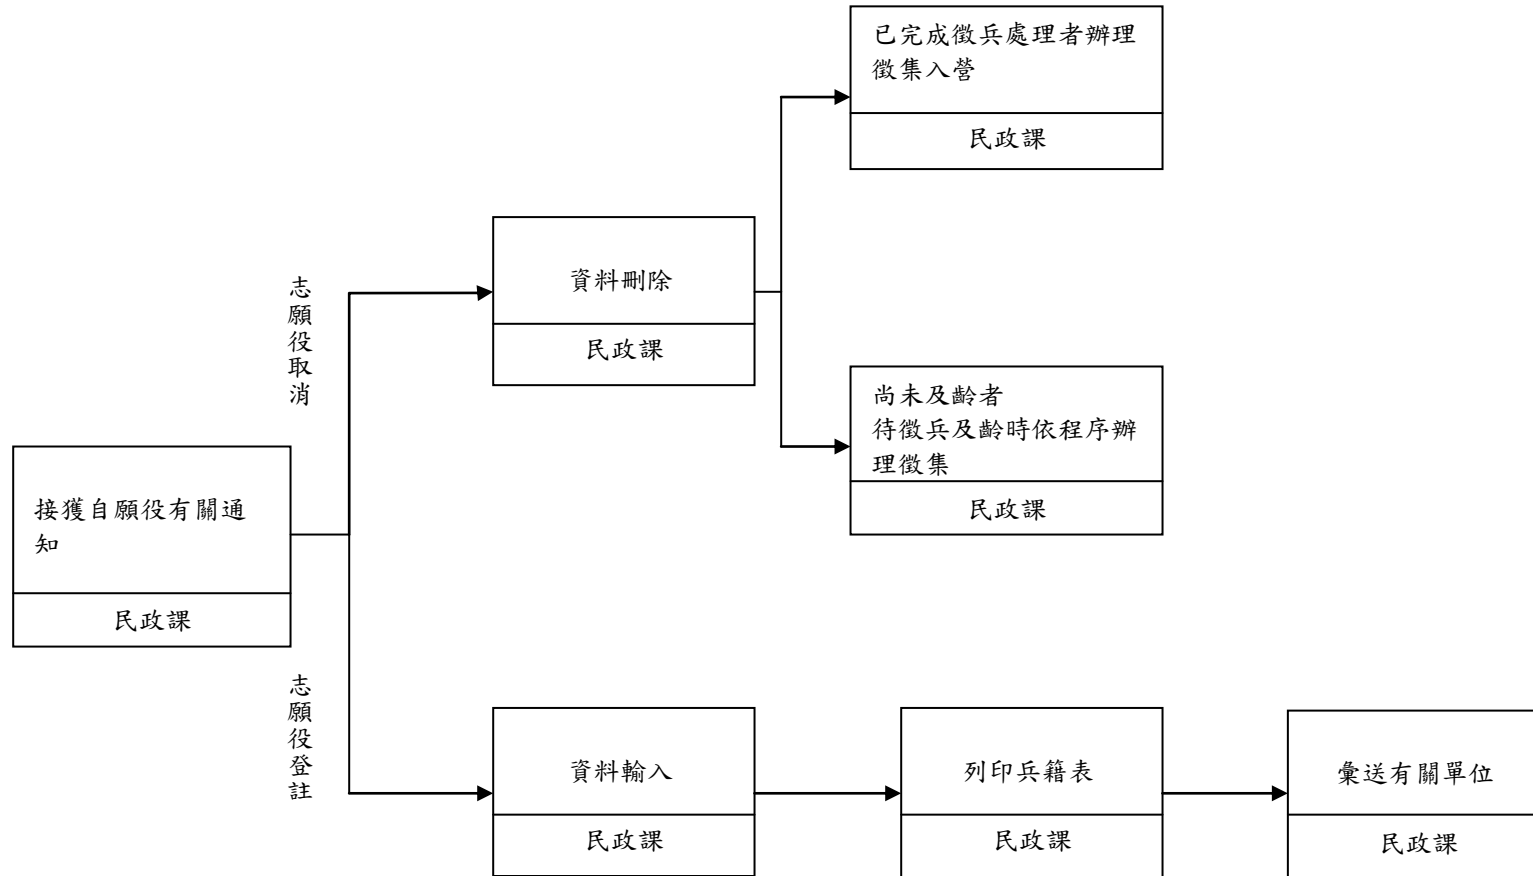 已完成徵兵處理者辦理
徵集入營
民政課
資料刪除
民政課
志願役取消
尚未及齡者
待徵兵及齡時依程序辦
理徵集
民政課
接獲自願役有關通
知
民政課
志願役登註
資料輸入
民政課
列印兵籍表
民政課
彙送有關單位
民政課